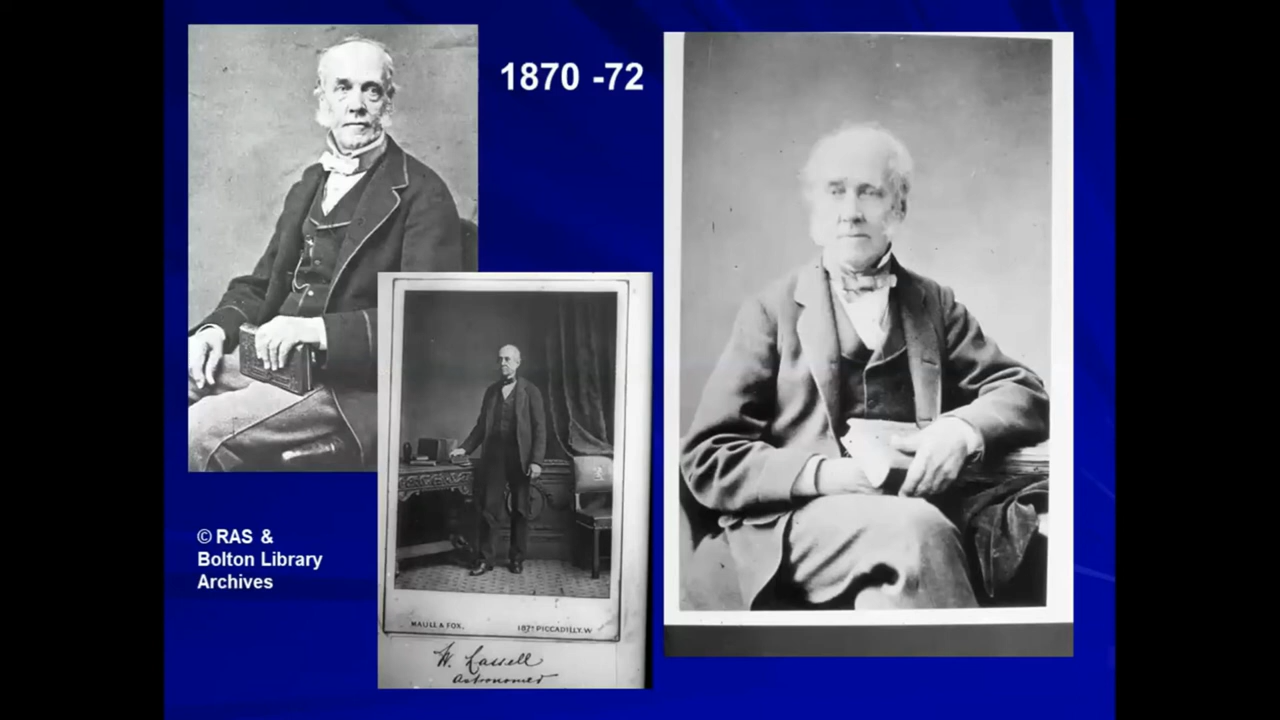 1870 -72
© RAS &
Bolton Library
Archives
MAULL & FOX,
187A PICCADILLY. W
W. Lassell
Astronomer